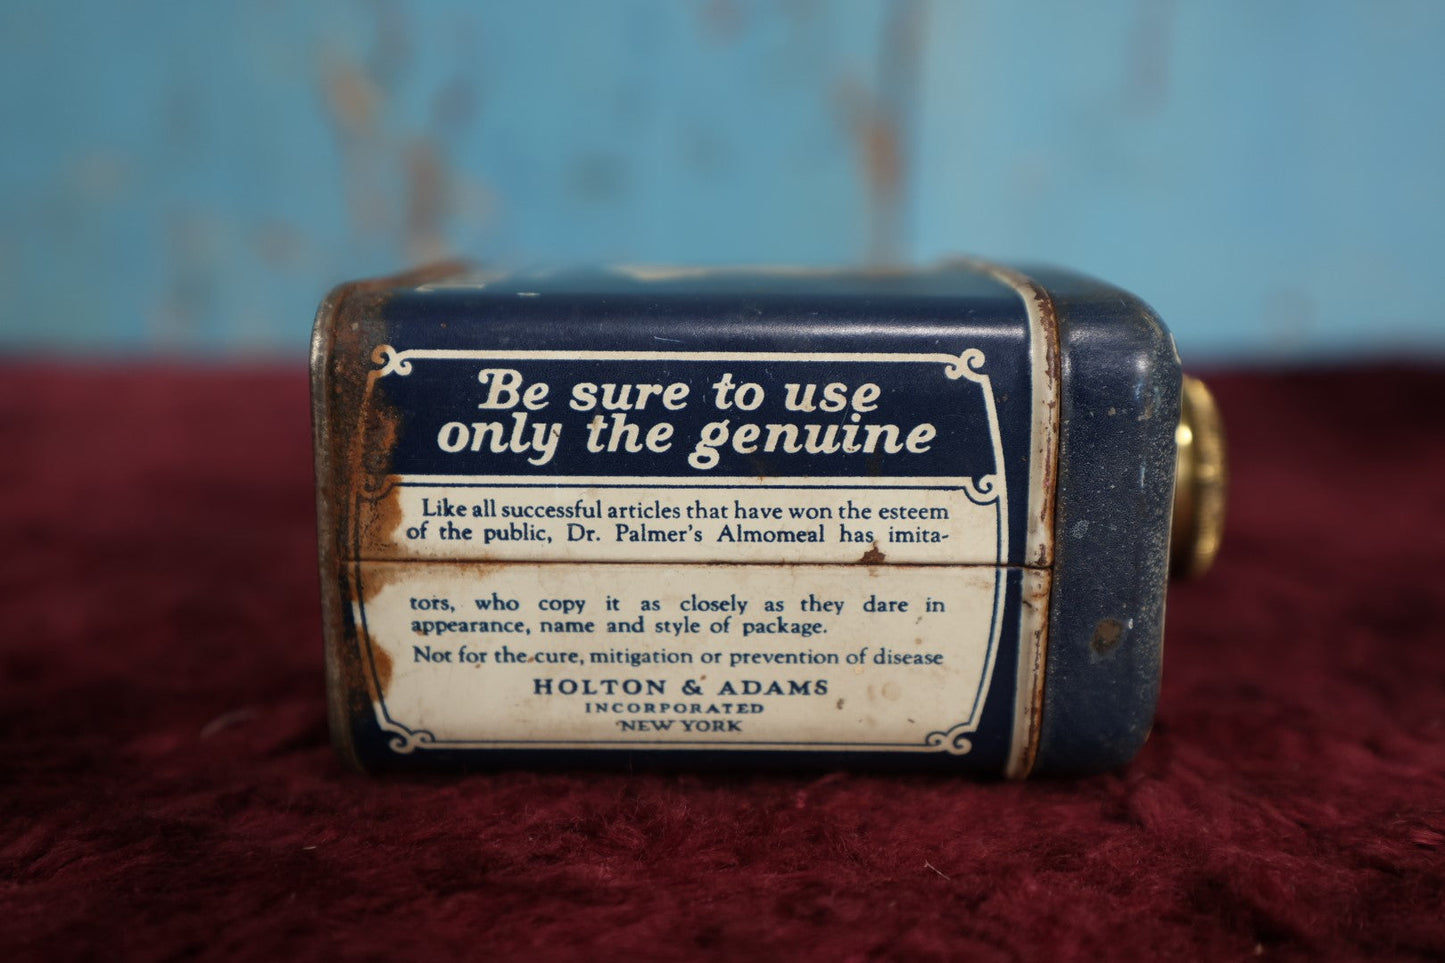 Be sure to use
only the genuine
Like all successful articles that have won the esteem
of the public, Dr. Palmer's Almomeal has imita-
tors, who copy it as closely as they dare in
appearance, name and style of package.
Not for the cure, mitigation or prevention of disease
HOLTON & ADAMS
INCORPORATED
NEW YORK